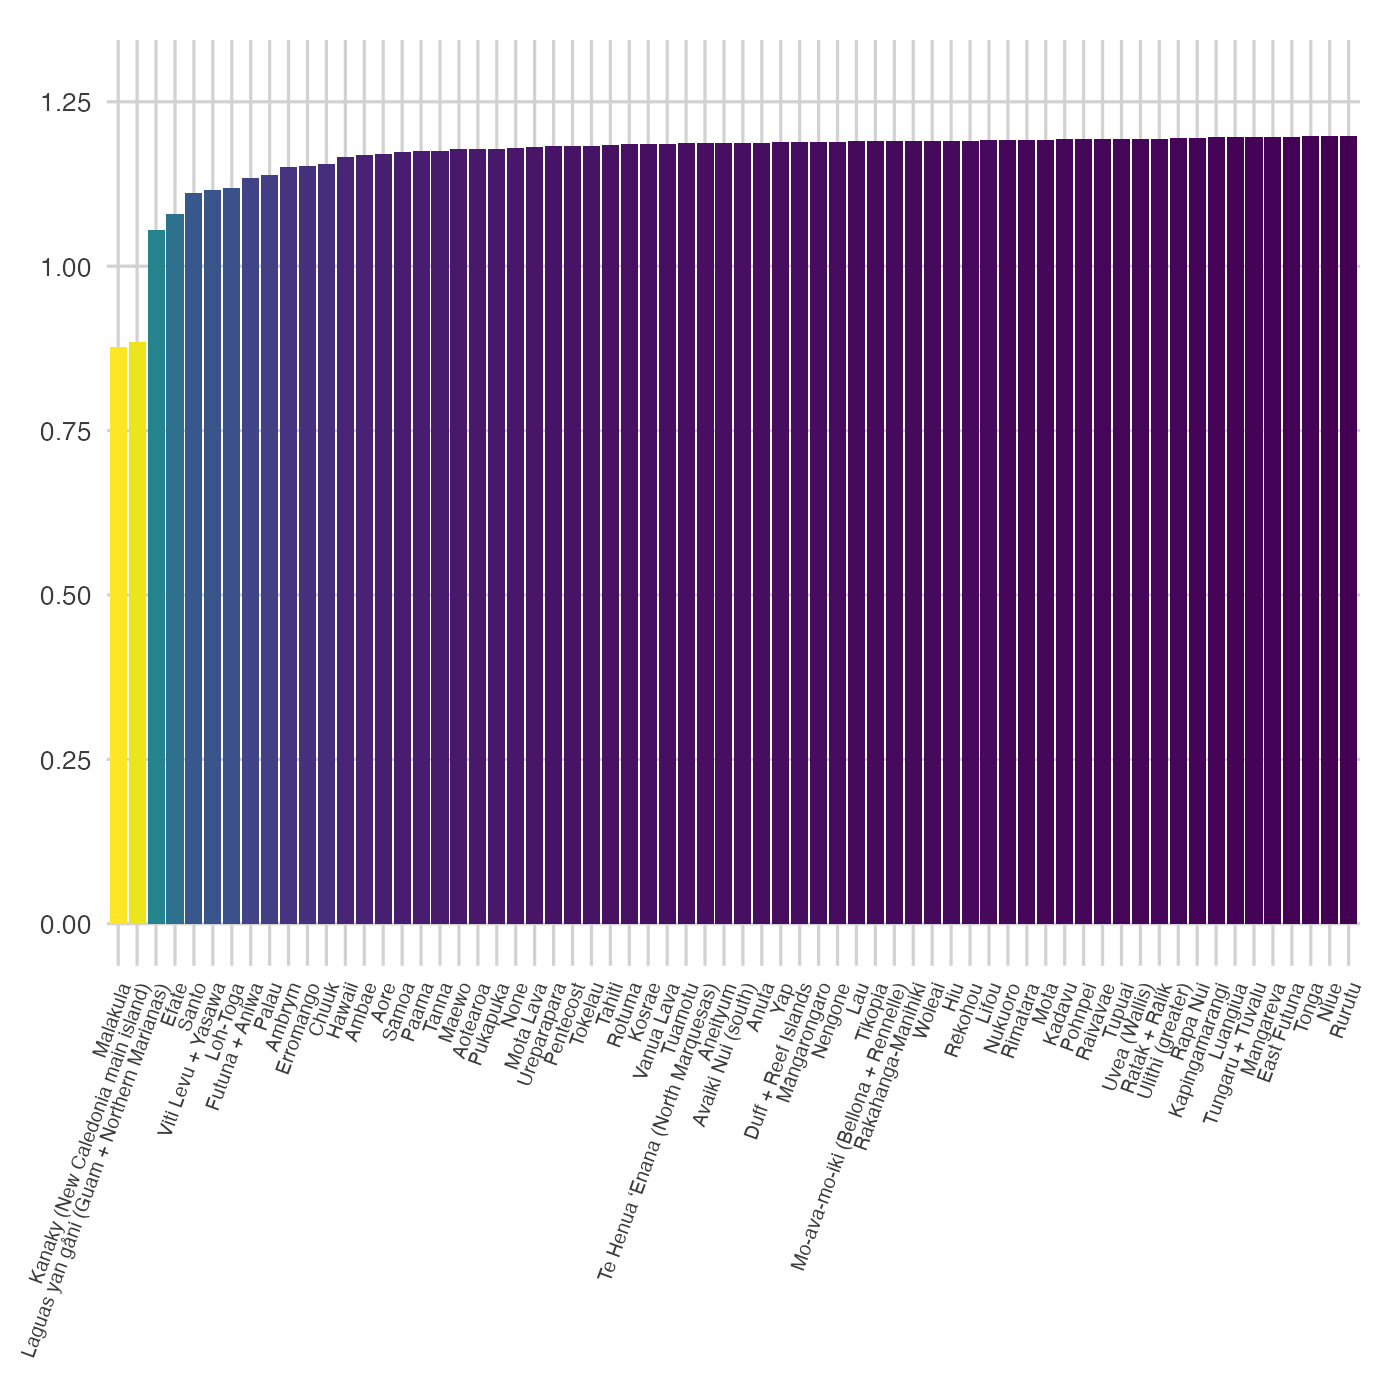 1.25
1.00
0.75
0.50
0.25
0.00
Malakula
Kanaky (New Caledonia main island)
Laguas yan gåni (Guam + Northern Marianas)
Efate
Santo
Viti Levu + Yasawa
Loh-Toga
Futuna + Aniwa
Palau
Ambrym
Erromango
Chuuk
Hawaii
Ambae
Aore
Samoa
Paama
Tanna
Maewo
Aotearoa
Pukapuka
None
Mota Lava
Ureparapara
Pentecost
Tokelau
Tahiti
Rotuma
Kosrae
Vanua Lava
Tuamotu
Te Henua ‘Enana (North Marquesas)
Aneityum
Avaiki Nui (south)
Anuta
Yap
Duff + Reef Islands
Mangarongaro
Nengone
Lau
Tikopia
Mo-ava-mo-iki (Bellona + Rennelle)
Rakahanga-Manihiki
Woleai
Hiu
Rekohou
Lifou
Nukuoro
Rimatara
Mota
Kadavu
Pohnpei
Raivavae
Tupuai
Uvea (Wallis)
Ratak + Ralik
Ulithi (greater)
Rapa Nui
Kapingamarangi
Luangiua
Tungaru + Tuvalu
Mangareva
East Futuna
Tonga
Niue
Rurutu